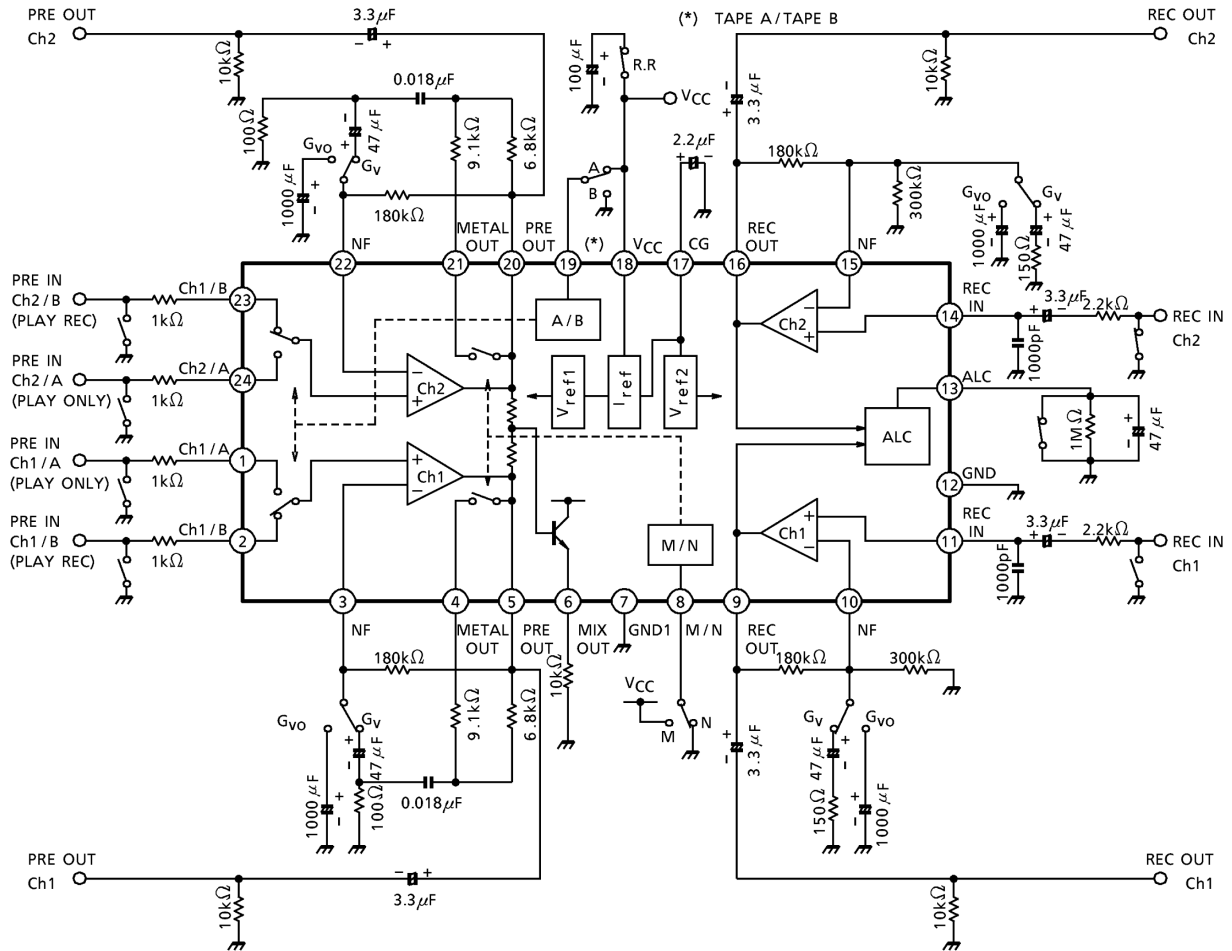 PRE OUT
Ch2
3.3μF
− +
(*) TAPE A / TAPE B
REC OUT
Ch2
10kΩ
100Ω
0.018μF
− + 47μF
9.1kΩ
6.8kΩ
100μF
+ −
R.R
VCC
− + 3.3μF
10kΩ
GVO
GV
1000μF
+ −
180kΩ
A
B
2.2μF
+ −
180kΩ
300kΩ
GVO
GV
1000μF
+ −
47μF
+ −
150Ω
NF
METAL OUT
PRE OUT
(*)
VCC
CG
REC OUT
NF
22
21
20
19
18
17
16
15
PRE IN
Ch2/B
(PLAY REC)
1kΩ
Ch1/B
23
PRE IN
Ch2/A
(PLAY ONLY)
1kΩ
Ch2/A
24
PRE IN
Ch1/A
(PLAY ONLY)
1kΩ
Ch1/A
1
PRE IN
Ch1/B
(PLAY REC)
1kΩ
Ch1/B
2
A/B
−
+
Ch2
+
−
Ch1
Vref1
Iref
Vref2
M/N
Ch2
−
+
ALC
Ch1
+
−
14
REC IN
3.3μF
+ −
2.2kΩ
1000pF
REC IN
Ch2
13
ALC
1MΩ
47μF
+ −
12
GND
11
REC IN
3.3μF
+ −
2.2kΩ
1000pF
REC IN
Ch1
3
4
5
6
7
8
9
10
NF
METAL OUT
PRE OUT
MIX OUT
GND1
M/N
REC OUT
NF
180kΩ
10kΩ
VCC
M
N
180kΩ
300kΩ
GVO
GV
9.1kΩ
6.8kΩ
+ − 47μF
1000μF
+ −
100Ω
0.018μF
+ − 3.3μF
GV
GVO
+ − 47μF
150Ω
+ − 1000μF
PRE OUT
Ch1
− +
3.3μF
10kΩ
REC OUT
Ch1
10kΩ